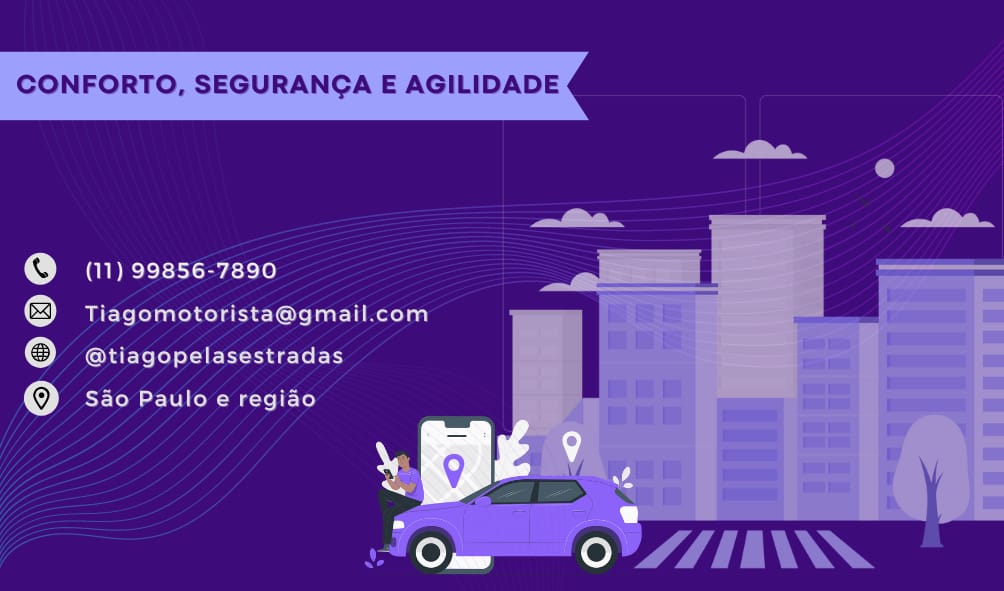 CONFORTO, SEGURANÇA E AGILIDADE
(11) 99856-7890
Tiagomotorista@gmail.com
@tiagopelasestradas
São Paulo e região